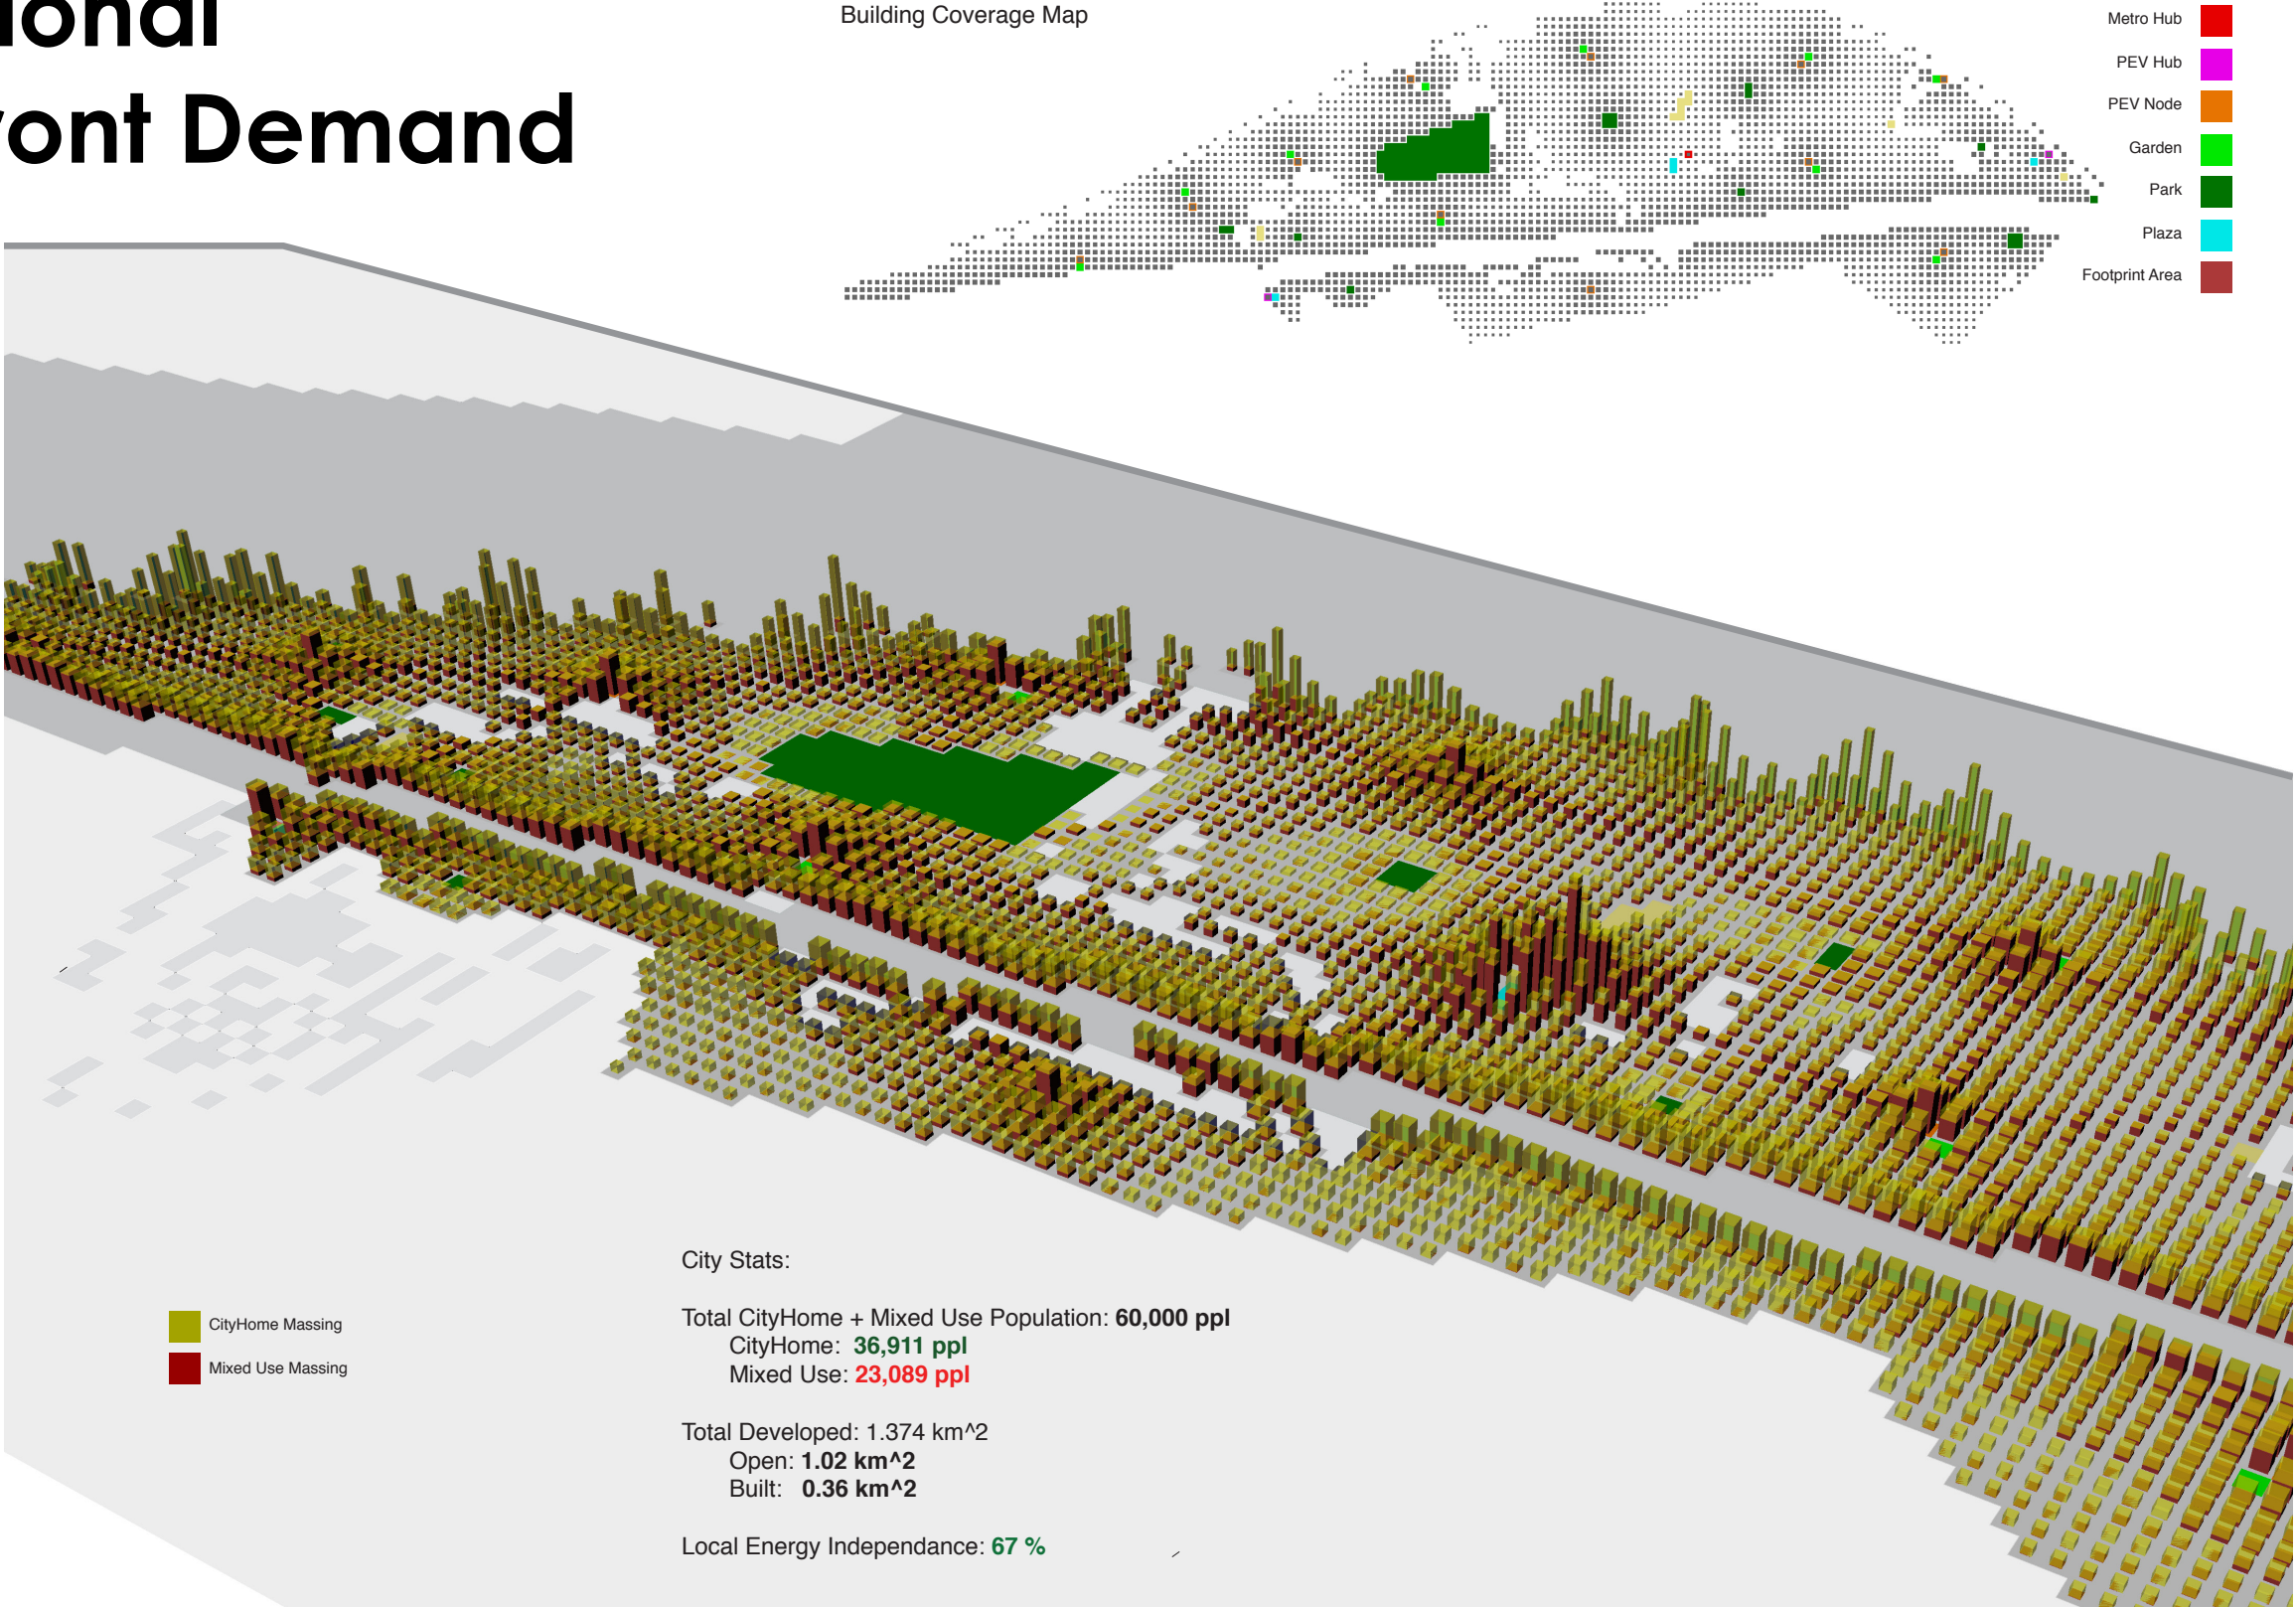 ront Demand
Building Coverage Map
Metro Hub
PEV Hub
PEV Node
Garden
Park
Plaza
Footprint Area
CityHome Massing
Mixed Use Massing
City Stats:
Total CityHome + Mixed Use Population: 60,000 ppl
CityHome: 36,911 ppl
Mixed Use: 23,089 ppl
Total Developed: 1.374 km^2
Open: 1.02 km^2
Built: 0.36 km^2
Local Energy Independance: 67 %